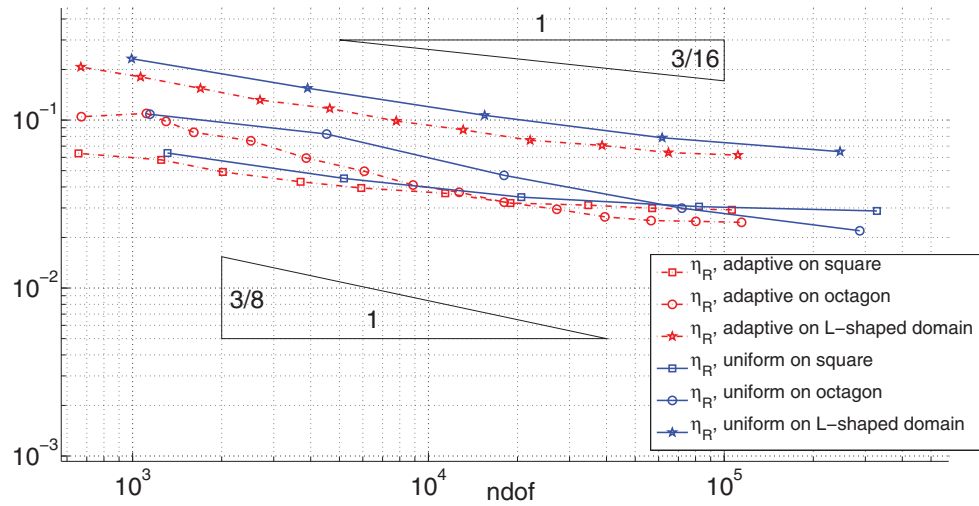 1
3/16
10^{-1}
10^{-2}
3/8
1
10^{-3}
η_R, adaptive on square
η_R, adaptive on octagon
η_R, adaptive on L−shaped domain
η_R, uniform on square
η_R, uniform on octagon
η_R, uniform on L−shaped domain
10^3
10^4
10^5
ndof